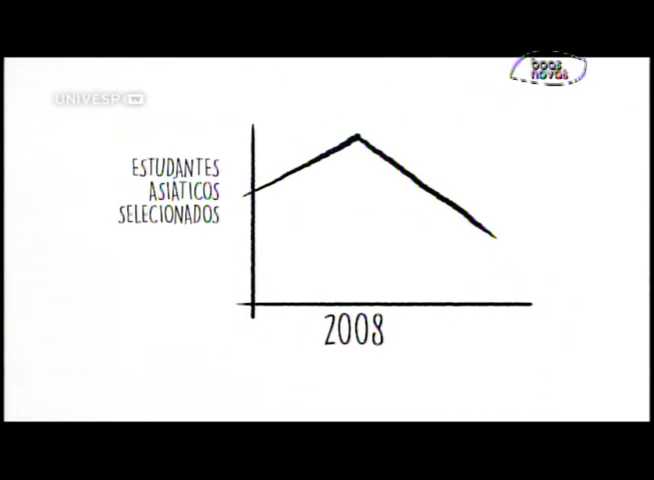 boas
novas
UNIVESP TV
ESTUDANTES
ASIÁTICOS
SELECIONADOS
2008